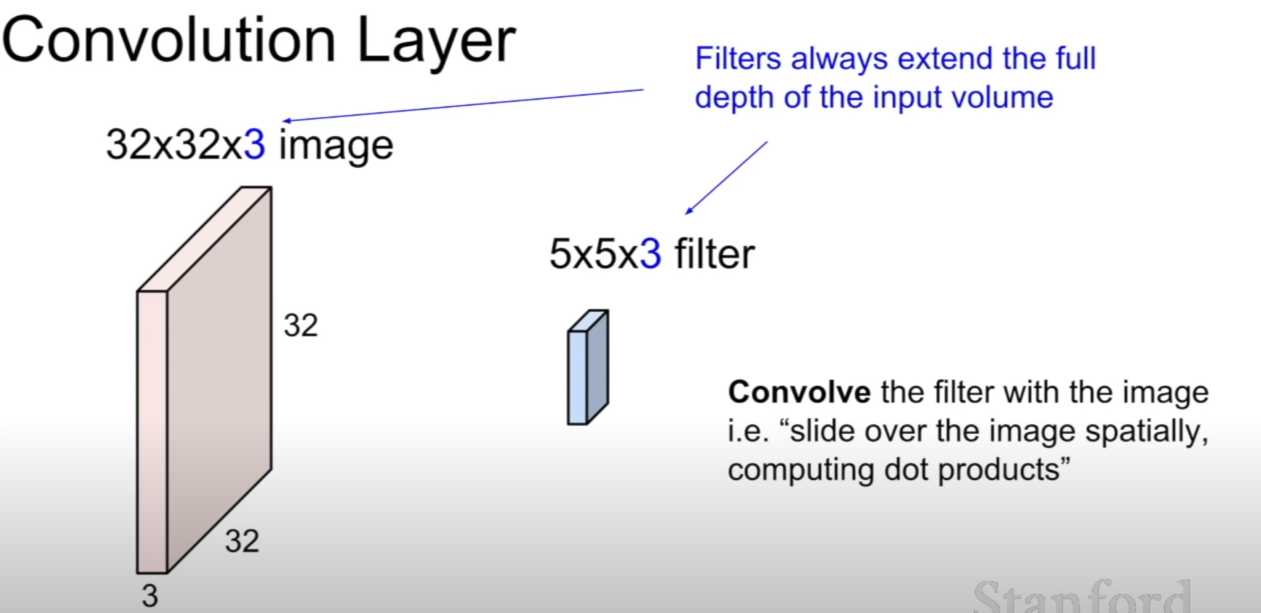 Convolution Layer
Filters always extend the full
depth of the input volume
32x32x3 image
5x5x3 filter
32
32
3
Convolve the filter with the image
i.e. “slide over the image spatially,
computing dot products”
Stanford